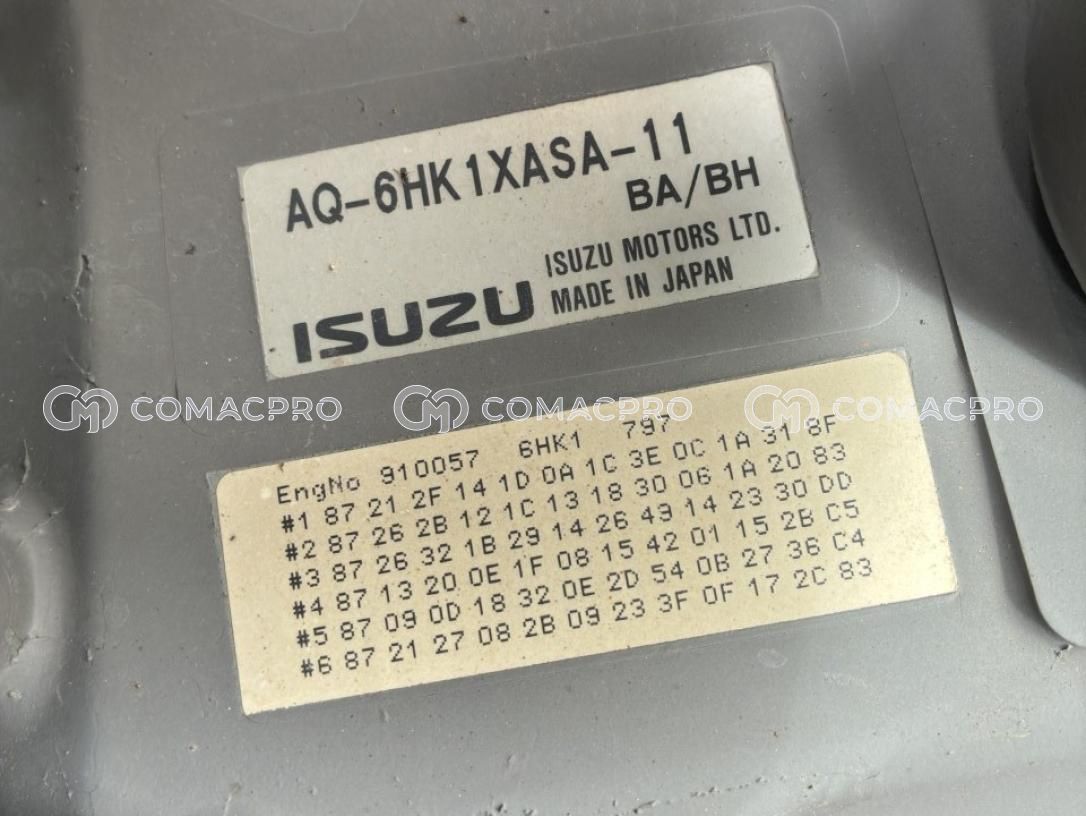 AQ-6HK1XASA-11
BA/BH
ISUZU MOTORS LTD.
ISUZU MADE IN JAPAN
COMACPRO COMACPRO COMACPRO
EngNo 910057 6HK1 797
#1 87 21 2F 14 1D 0A 1C 3E 0C 1A 31 8F
#2 87 26 2B 12 1C 13 18 30 06 1A 20 83
#3 87 26 32 1B 29 14 26 49 14 23 30 DD
#4 87 13 20 0E 1F 08 15 42 01 15 2B C5
#5 87 09 0D 18 32 0E 2D 54 0B 27 36 C4
#6 87 21 27 08 2B 09 23 3F 0F 17 2C 83